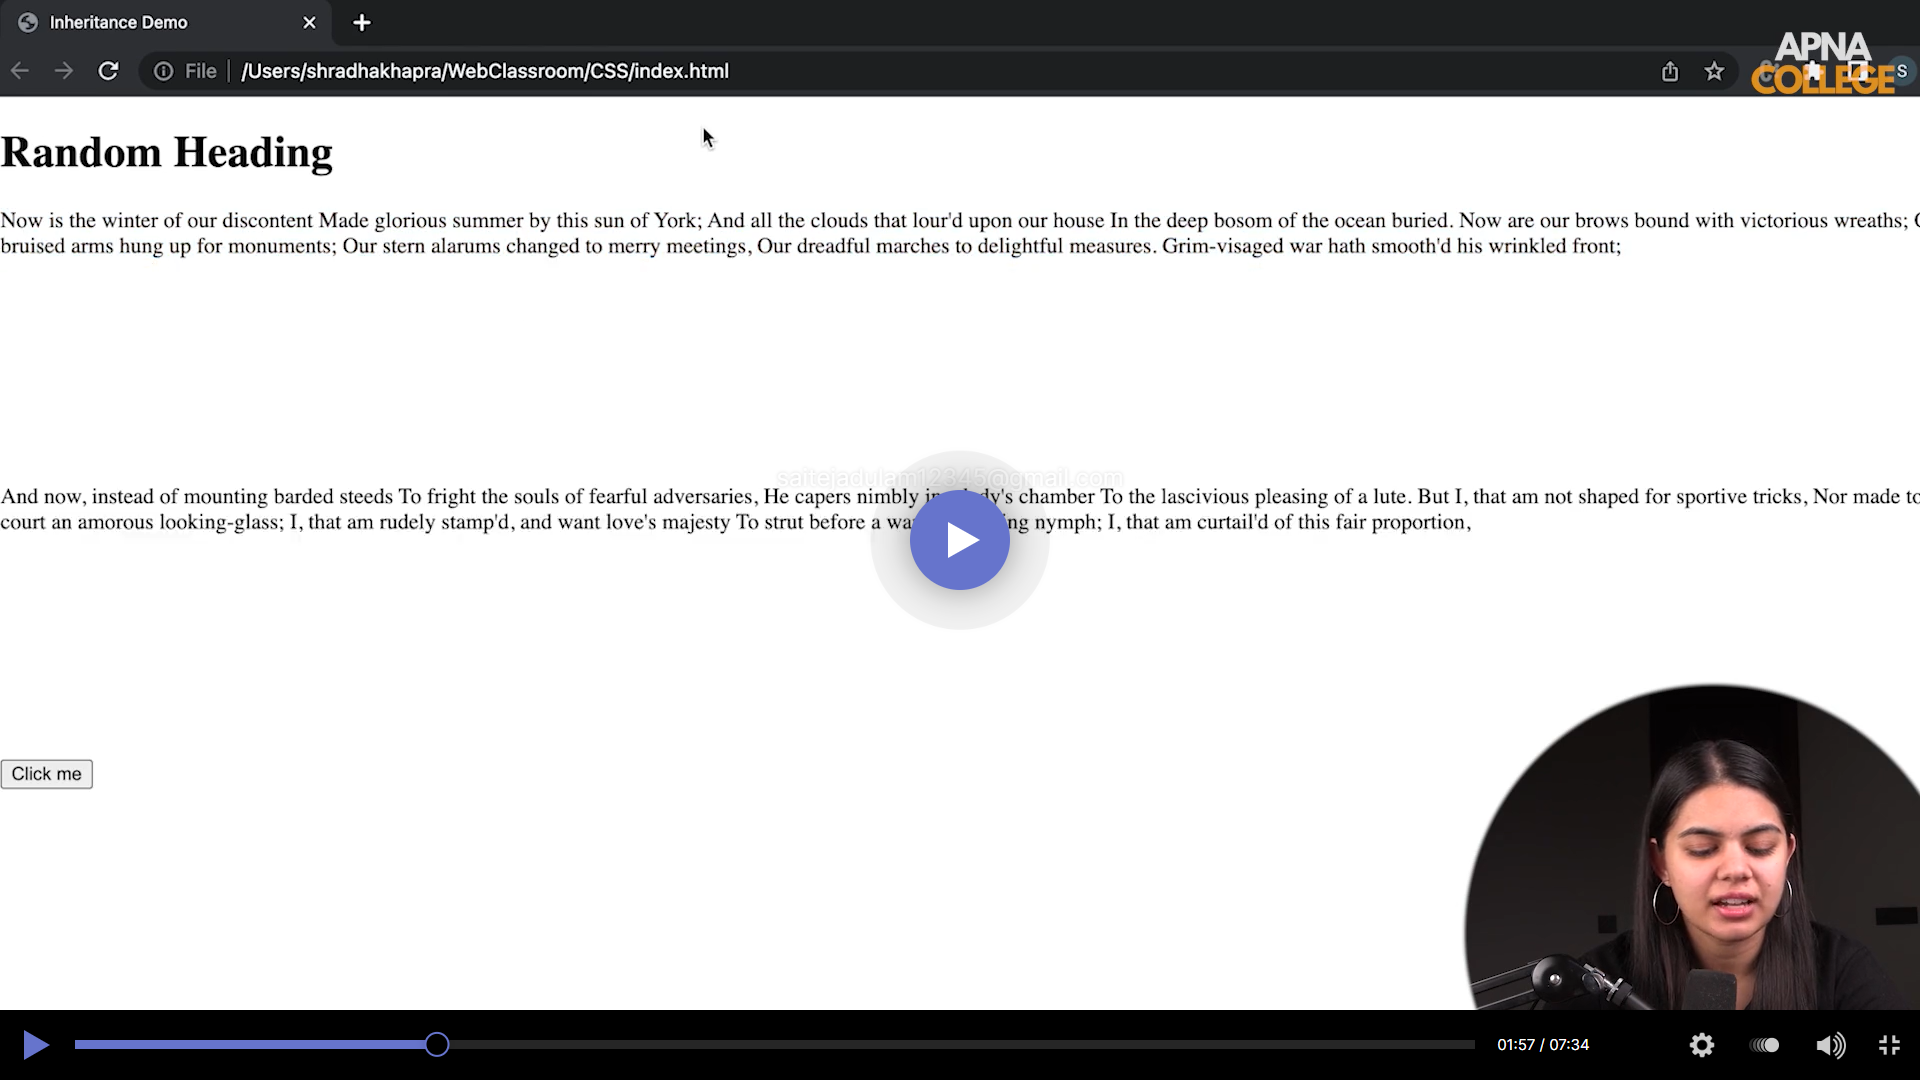 Inheritance Demo
File
/Users/shradhakhapra/WebClassroom/CSS/index.html
S
APNA
COLLEGE
Random Heading
Now is the winter of our discontent Made glorious summer by this sun of York; And all the clouds that lour'd upon our house In the deep bosom of the ocean buried. Now are our brows bound with victorious wreaths;
bruised arms hung up for monuments; Our stern alarums changed to merry meetings, Our dreadful marches to delightful measures. Grim-visaged war hath smooth'd his wrinkled front;
saitejadulam12345@gmail.com
And now, instead of mounting barded steeds To fright the souls of fearful adversaries, He capers nimbly in dy's chamber To the lascivious pleasing of a lute. But I, that am not shaped for sportive tricks, Nor made to
court an amorous looking-glass; I, that am rudely stamp'd, and want love's majesty To strut before a wa ng nymph; I, that am curtail'd of this fair proportion,
Click me
01:57 / 07:34